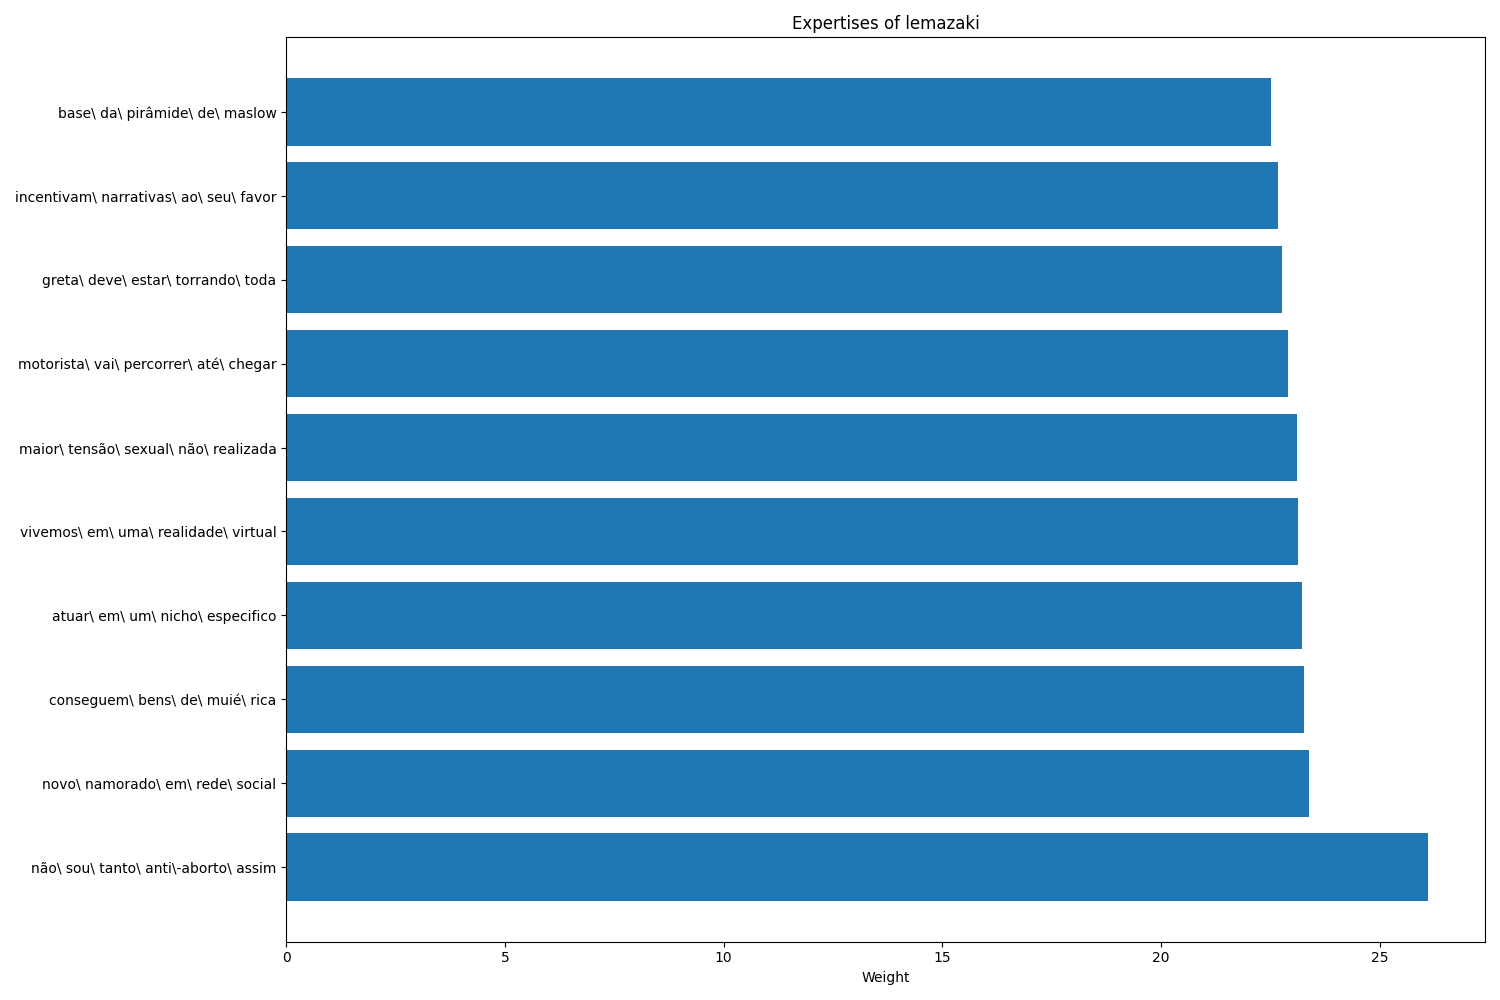 Expertises of lemazaki
base\ da\ pirâmide\ de\ maslow
incentivam\ narrativas\ ao\ seu\ favor
greta\ deve\ estar\ torrando\ toda
motorista\ vai\ percorrer\ até\ chegar
maior\ tensão\ sexual\ não\ realizada
vivemos\ em\ uma\ realidade\ virtual
atuar\ em\ um\ nicho\ especifico
conseguem\ bens\ de\ muié\ rica
novo\ namorado\ em\ rede\ social
não\ sou\ tanto\ anti\-aborto\ assim
0 5 10 15 20 25
Weight